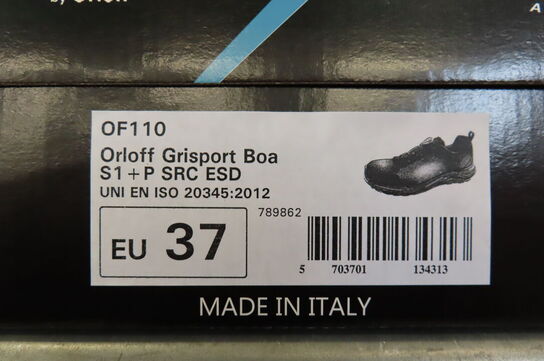 A
OF110
Orloff Grisport Boa
S1+P SRC ESD
UNI EN ISO 20345:2012
789862
EU 37
5 703701 134313
MADE IN ITALY